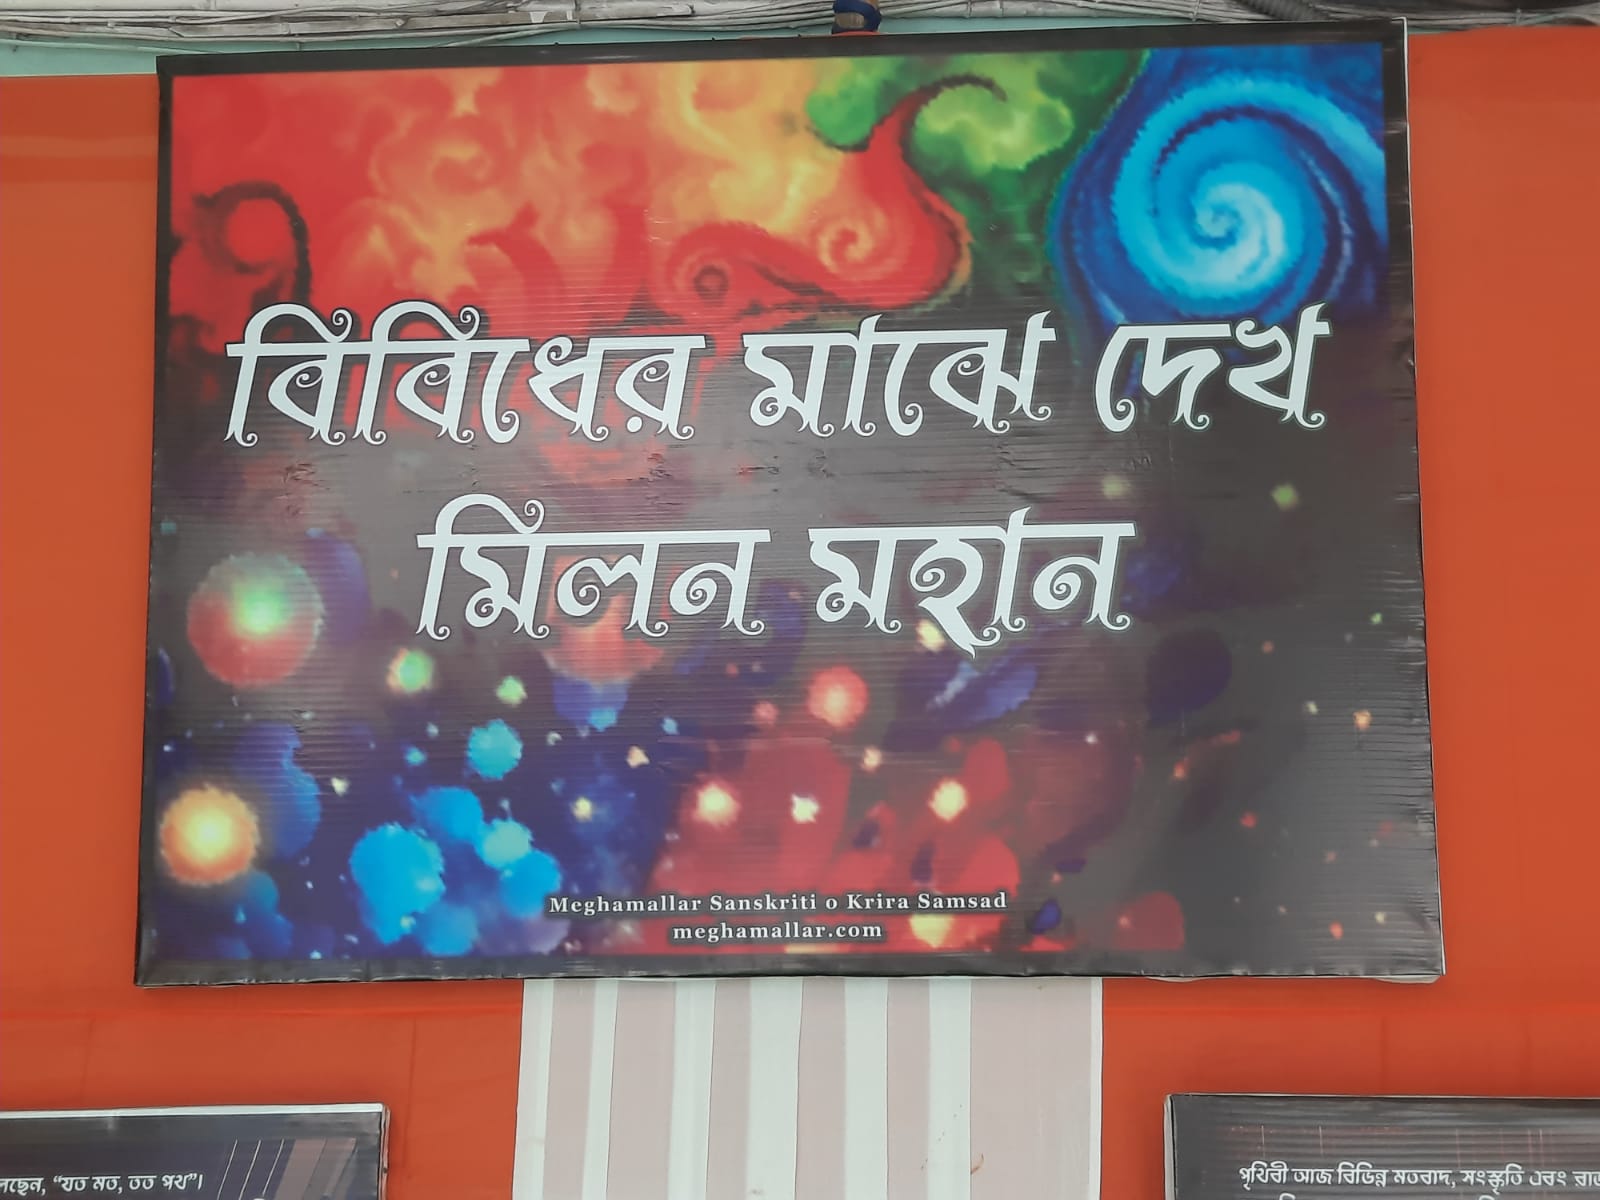 বিবিধের মাঝে দেখ
মিলন মহান
Meghamallar Sanskriti o Krira Samsad
meghamallar.com
"যত মত, তত পথ"।
পৃথিবী আজ বিভিন্ন মতবাদ, সংস্কৃতি এবং